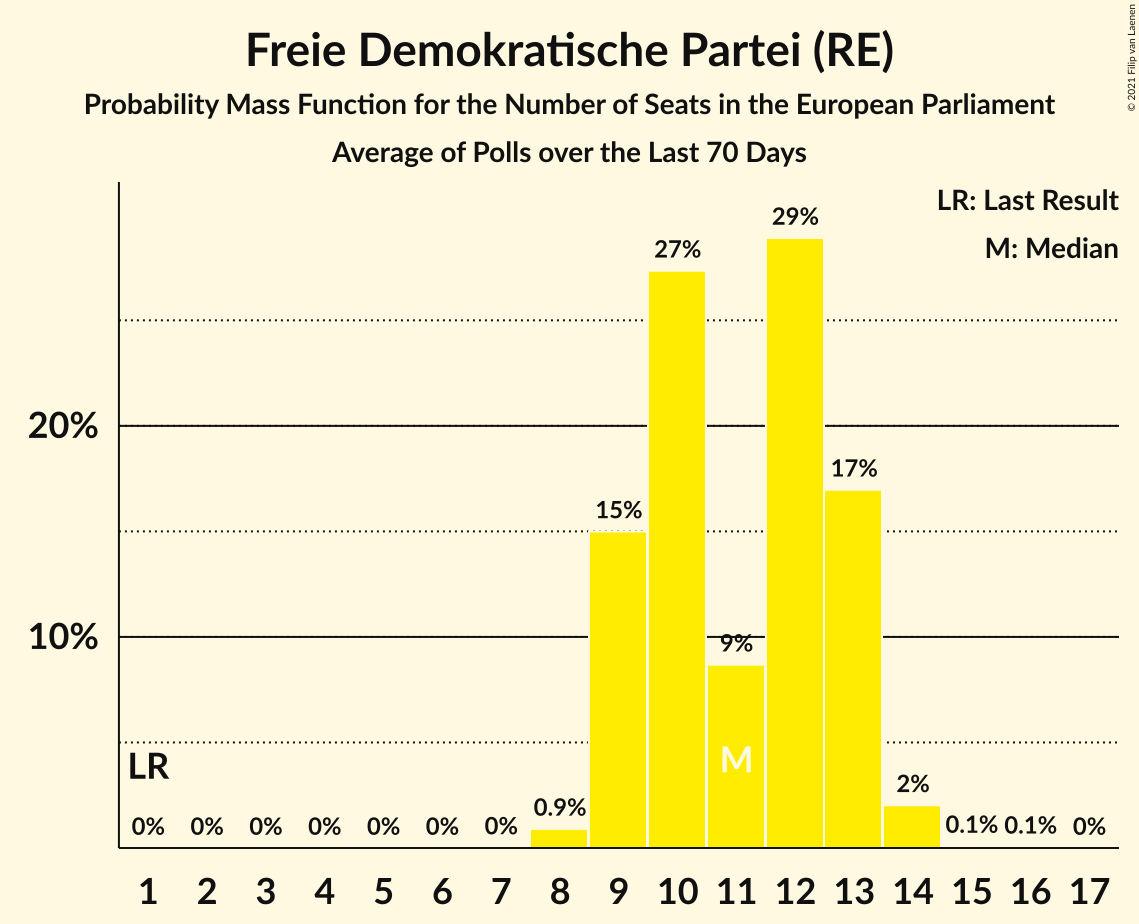 Freie Demokratische Partei (RE)
Probability Mass Function for the Number of Seats in the European Parliament
Average of Polls over the Last 70 Days
© 2021 Filip van Laenen
LR: Last Result
M: Median
29%
27%
20%
17%
15%
10%
9%
M
LR
2%
0.9%
0% 0% 0% 0% 0% 0% 0% 0.1% 0.1% 0%
1 2 3 4 5 6 7 8 9 10 11 12 13 14 15 16 17